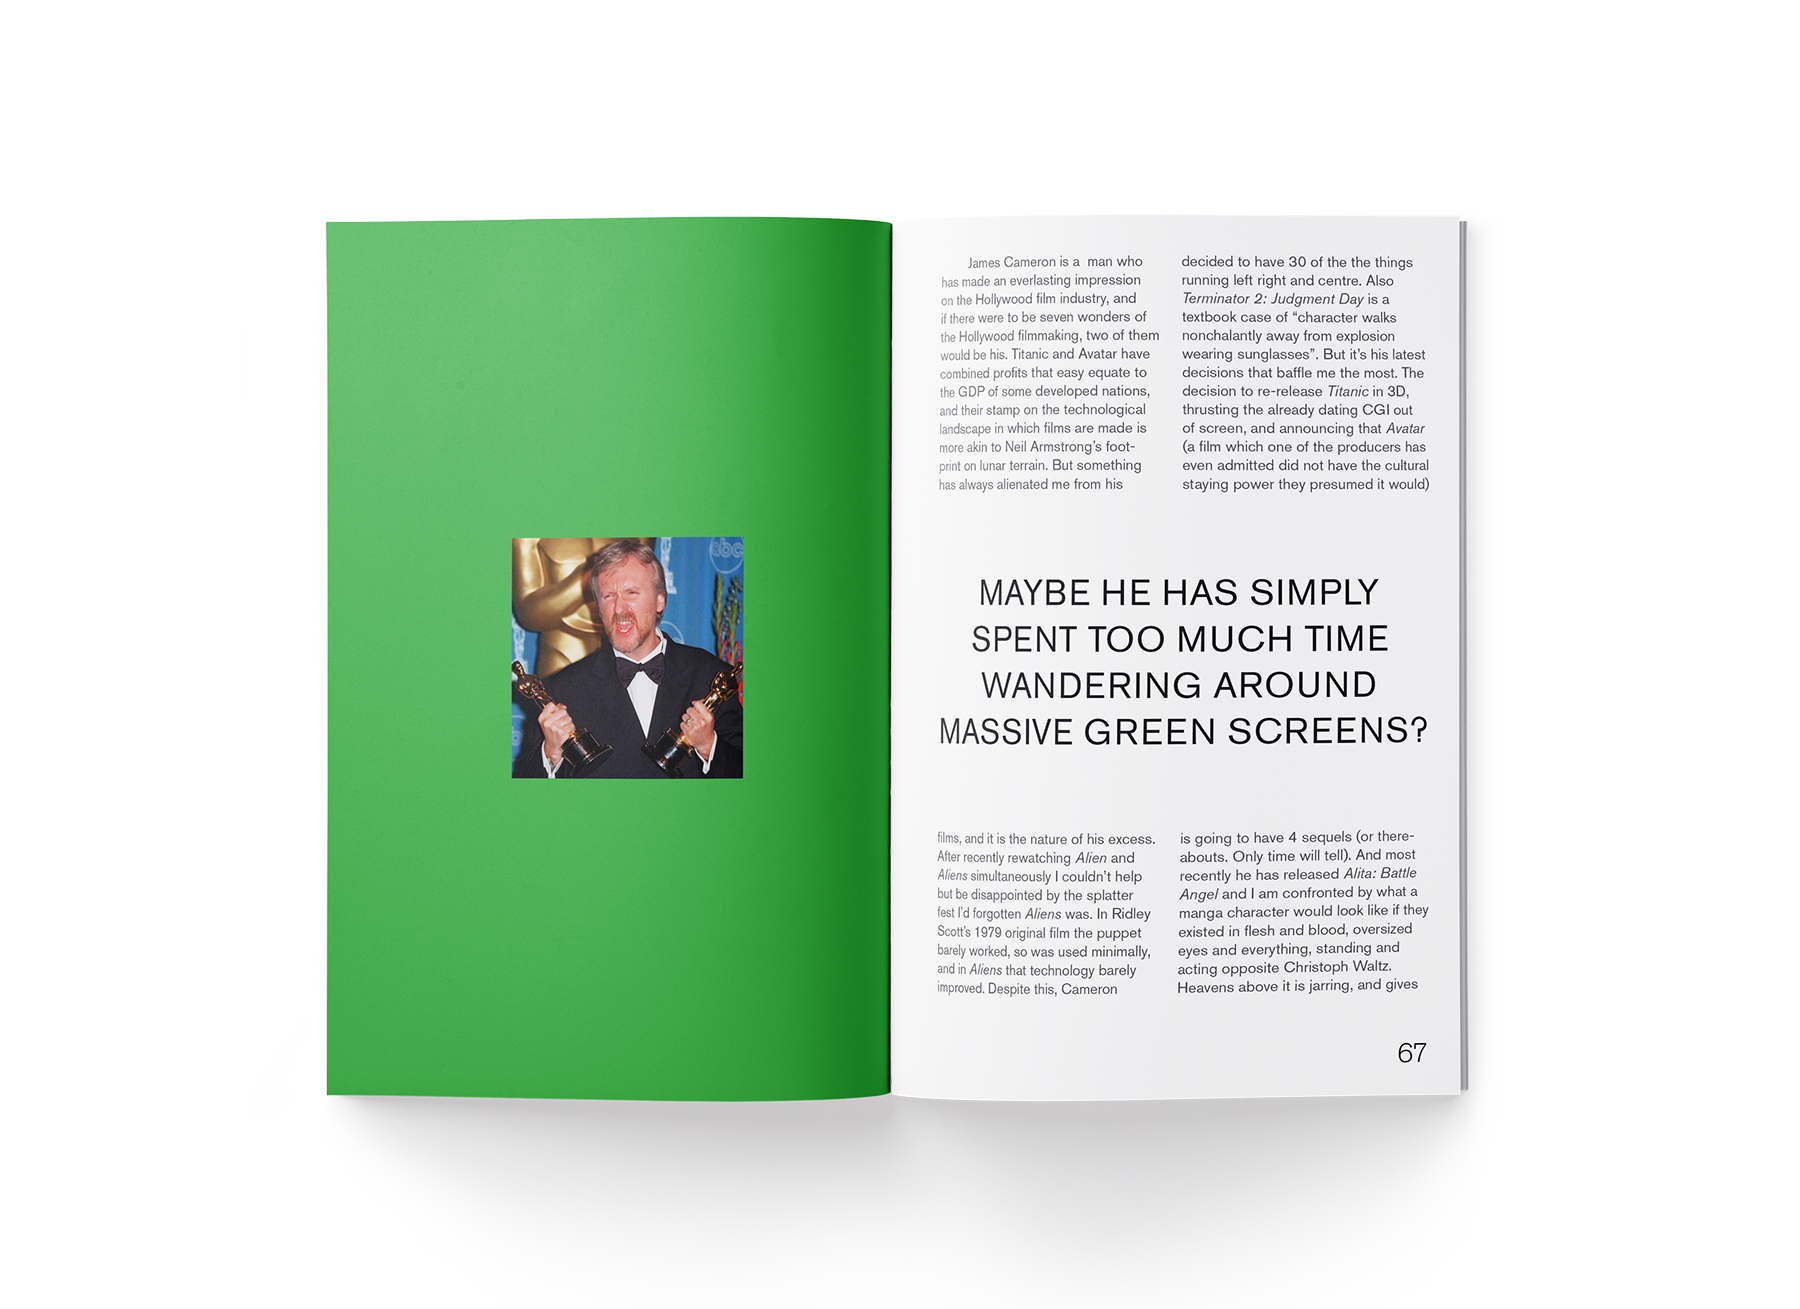 abc
James Cameron is a man who
has made an everlasting impression
on the Hollywood film industry, and
if there were to be seven wonders of
the Hollywood filmmaking, two of them
would be his. Titanic and Avatar have
combined profits that easy equate to
the GDP of some developed nations,
and their stamp on the technological
landscape in which films are made is
more akin to Neil Armstrong's foot-
print on lunar terrain. But something
has always alienated me from his
films, and it is the nature of his excess.
After recently rewatching Alien and
Aliens simultaneously I couldn't help
but be disappointed by the splatter
fest I'd forgotten Aliens was. In Ridley
Scott's 1979 original film the puppet
barely worked, so was used minimally,
and in Aliens that technology barely
improved. Despite this, Cameron
decided to have 30 of the the things
running left right and centre. Also
Terminator 2: Judgment Day is a
textbook case of “character walks
nonchalantly away from explosion
wearing sunglasses”. But it's his latest
decisions that baffle me the most. The
decision to re-release Titanic in 3D,
thrusting the already dating CGI out
of screen, and announcing that Avatar
(a film which one of the producers has
even admitted did not have the cultural
staying power they presumed it would)
is going to have 4 sequels (or there-
abouts. Only time will tell). And most
recently he has released Alita: Battle
Angel and I am confronted by what a
manga character would look like if they
existed in flesh and blood, oversized
eyes and everything, standing and
acting opposite Christoph Waltz.
Heavens above it is jarring, and gives
MAYBE HE HAS SIMPLY
SPENT TOO MUCH TIME
WANDERING AROUND
MASSIVE GREEN SCREENS?
67